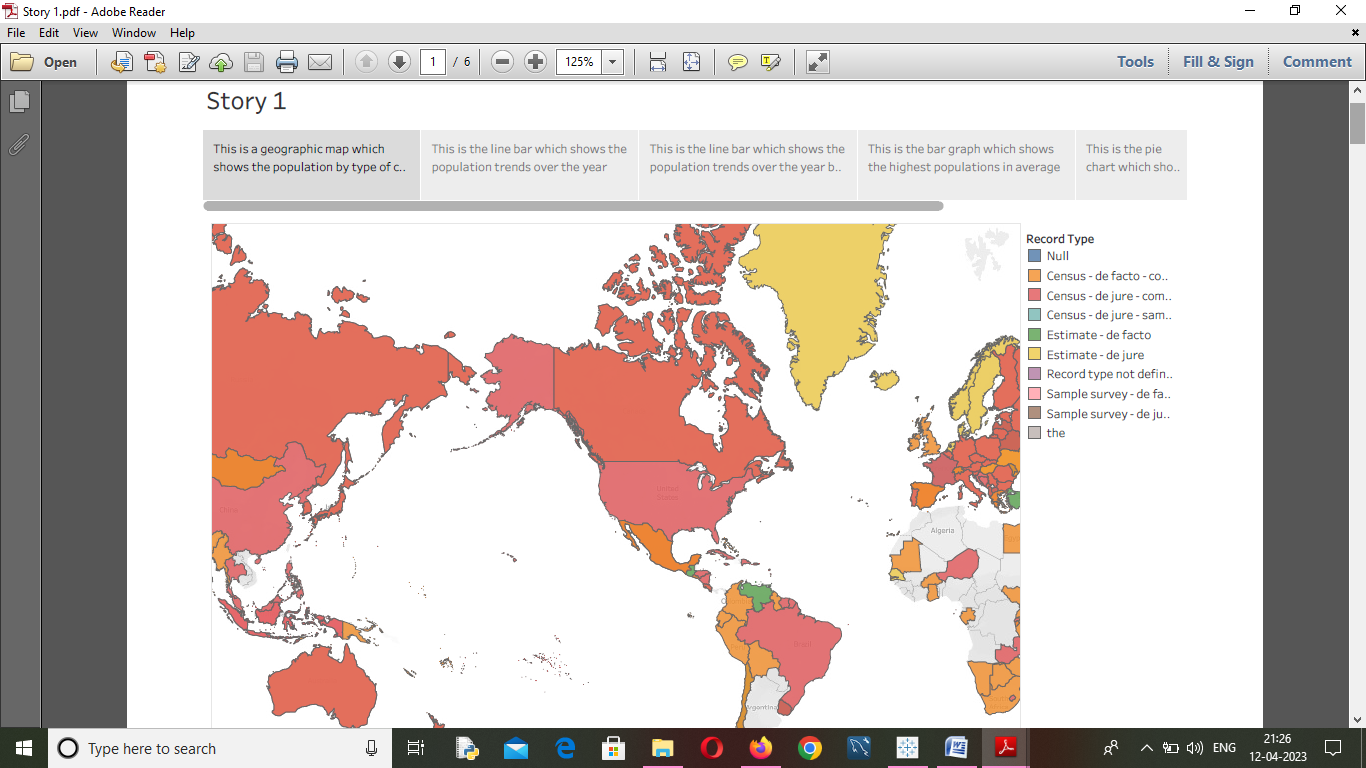 Story 1.pdf - Adobe Reader
File Edit View Window Help
Open
1 / 6
125%
Tools
Fill & Sign
Comment
Story 1
This is a geographic map which
shows the population by type of c..
This is the line bar which shows the
population trends over the year
This is the line bar which shows the
population trends over the year b..
This is the bar graph which shows
the highest populations in average
This is the pie
chart which sho..
Record Type
Null
Census - de facto - co..
Census - de jure - com..
Census - de jure - sam..
Estimate - de facto
Estimate - de jure
Record type not defin..
Sample survey - de fa..
Sample survey - de ju..
the
United
States
China
Algeria
Brazil
Argentina
Type here to search
ENG
21:26
12-04-2023